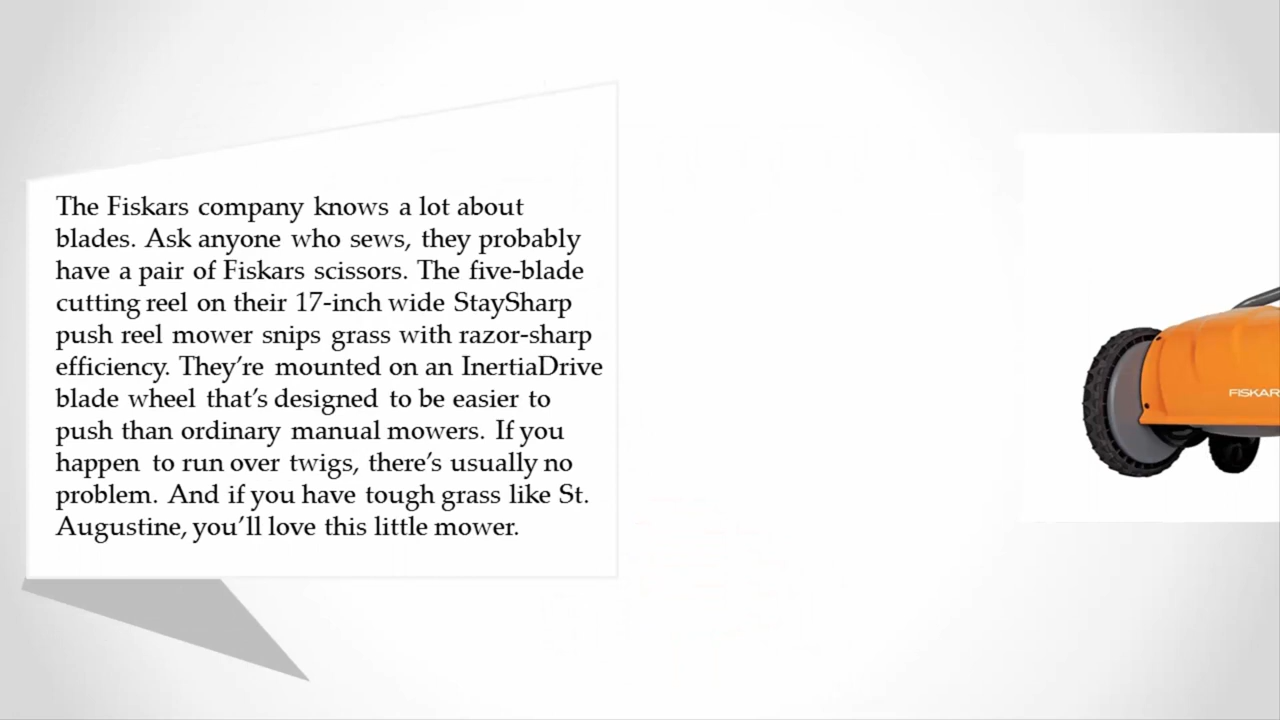 The Fiskars company knows a lot about
blades. Ask anyone who sews, they probably
have a pair of Fiskars scissors. The five-blade
cutting reel on their 17-inch wide StaySharp
push reel mower snips grass with razor-sharp
efficiency. They’re mounted on an InertiaDrive
blade wheel that’s designed to be easier to
push than ordinary manual mowers. If you
happen to run over twigs, there’s usually no
problem. And if you have tough grass like St.
Augustine, you’ll love this little mower.
FISKAR